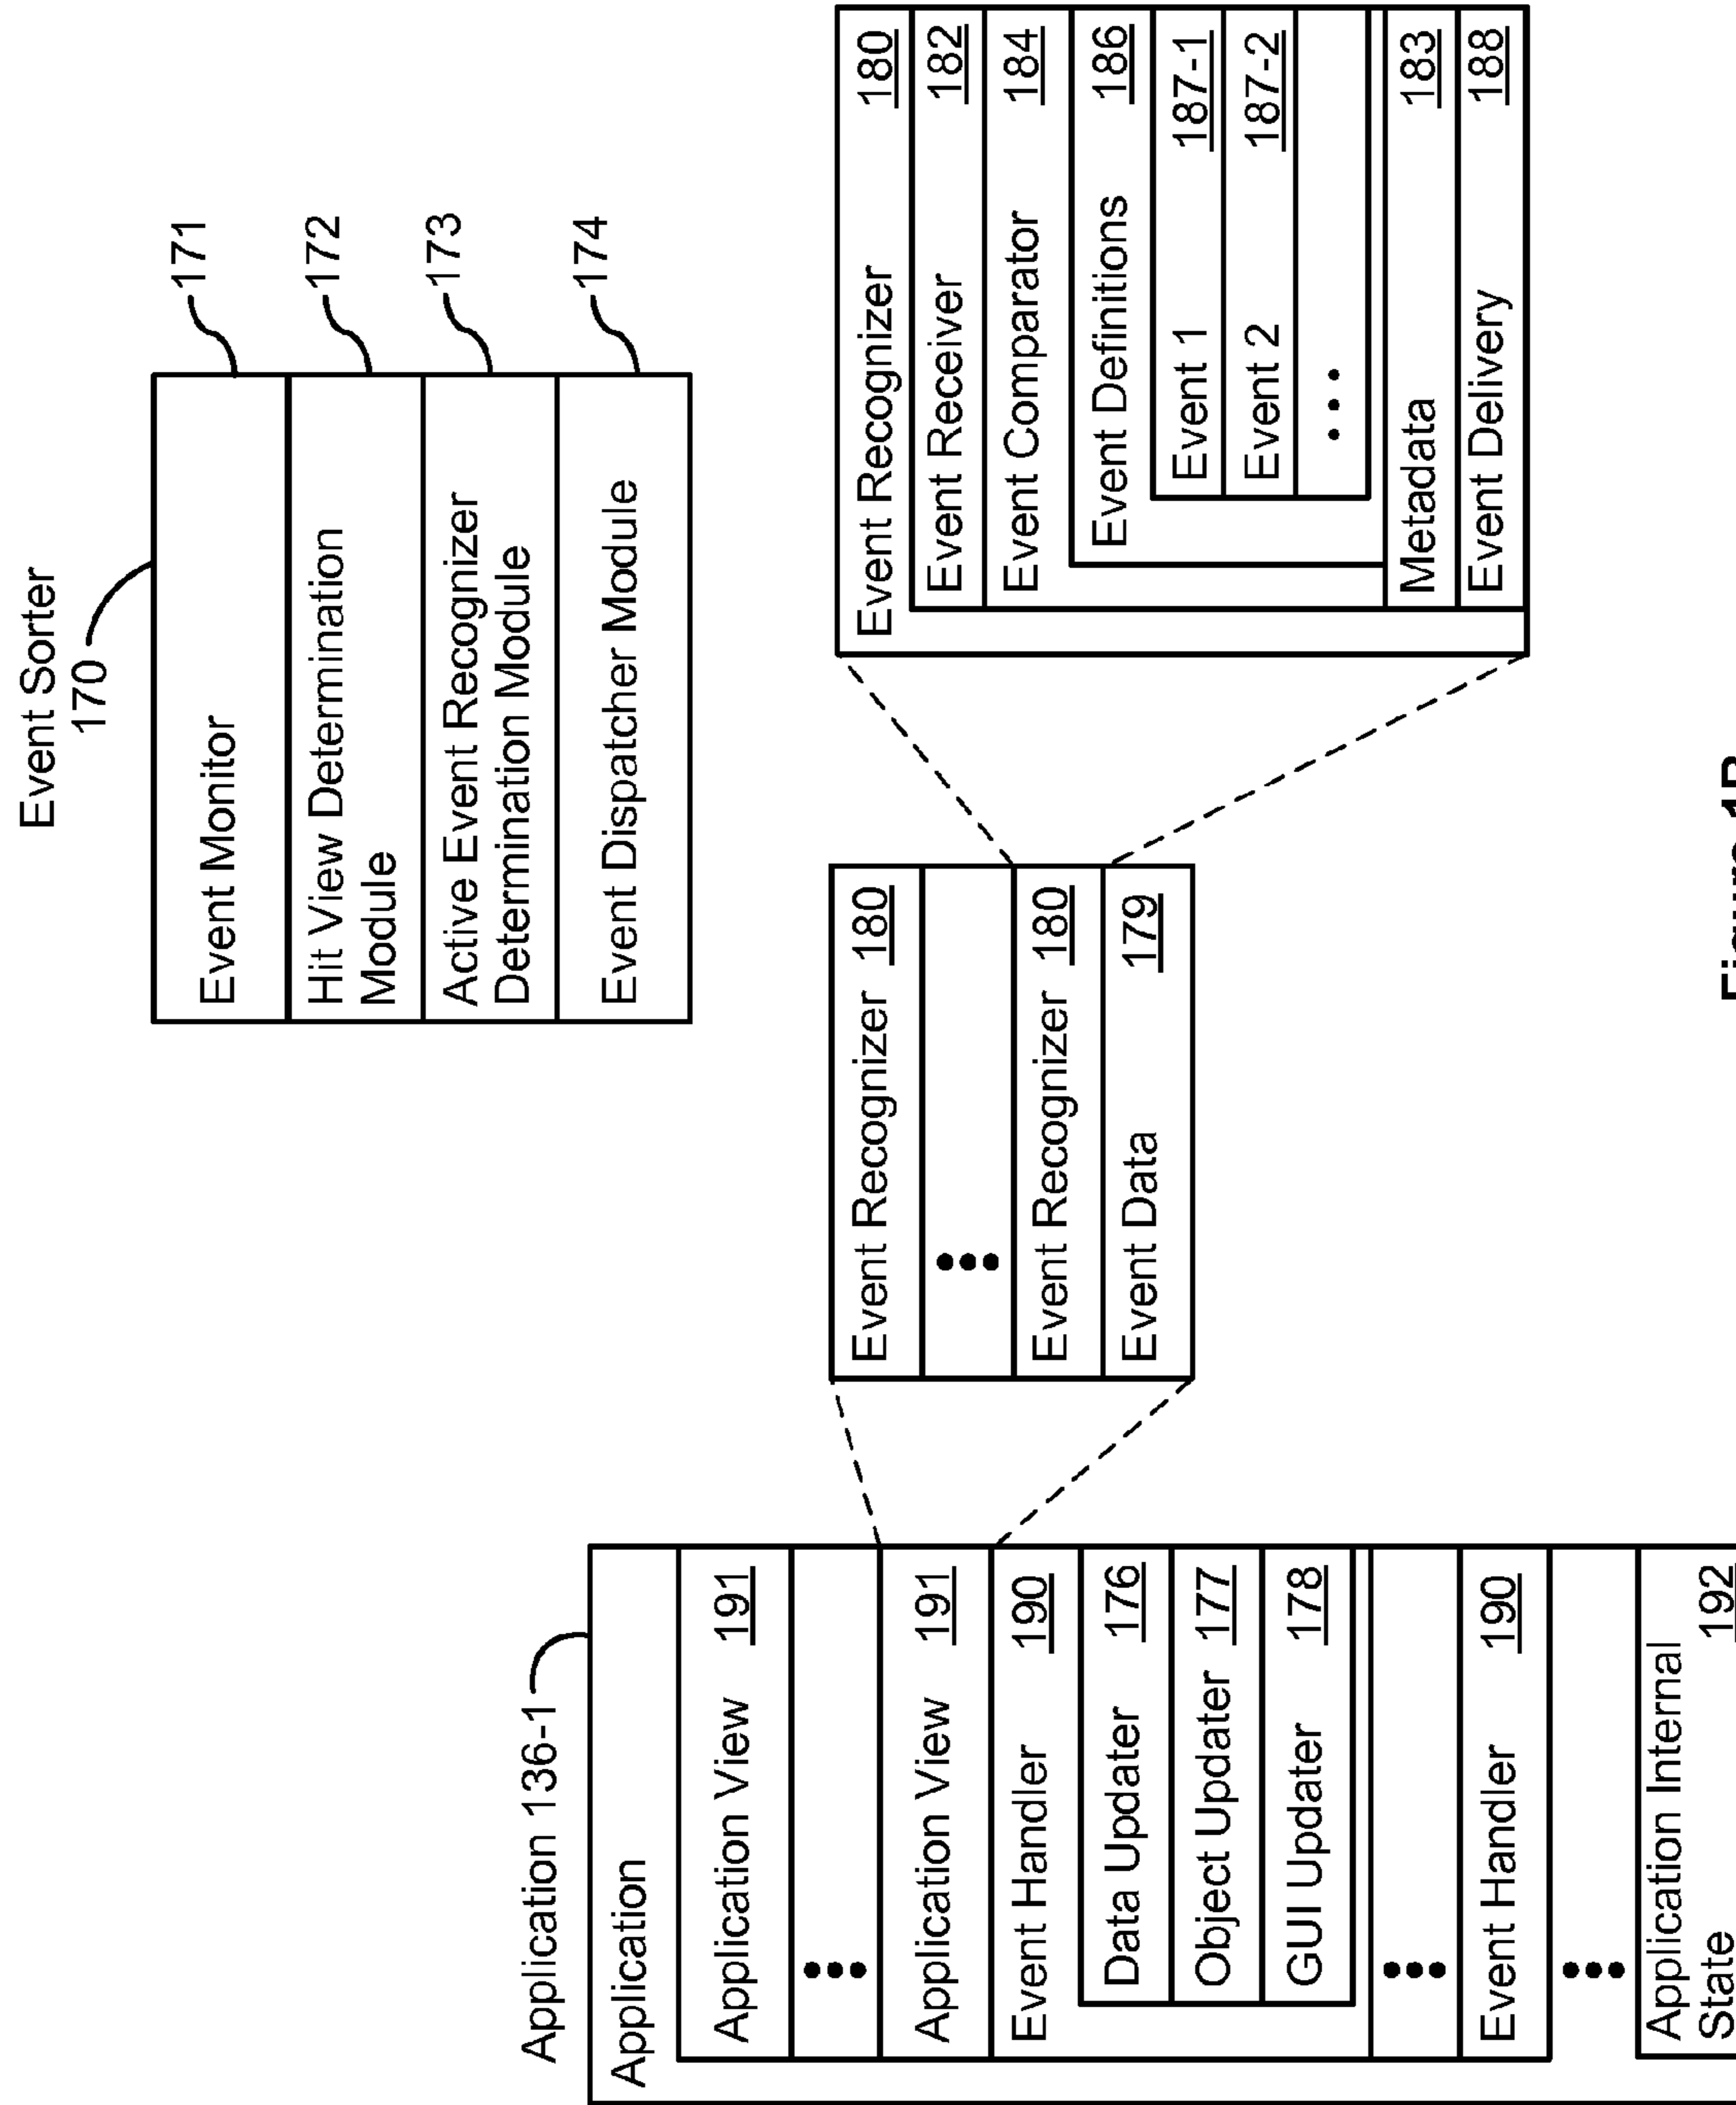 Event Sorter
170
Event Monitor
171
Hit View Determination
Module
172
Active Event Recognizer
Determination Module
173
Event Dispatcher Module
174
Application 136-1
Application
Application View 191
Application View 191
Event Handler 190
Data Updater 176
Object Updater 177
GUI Updater 178
Event Handler 190
Application Internal
State 192
Event Recognizer 180
Event Recognizer 180
Event Data 179
Event Recognizer 180
Event Receiver 182
Event Comparator 184
Event Definitions 186
Event 1 187-1
Event 2 187-2
Metadata 183
Event Delivery 188
Figure 1B